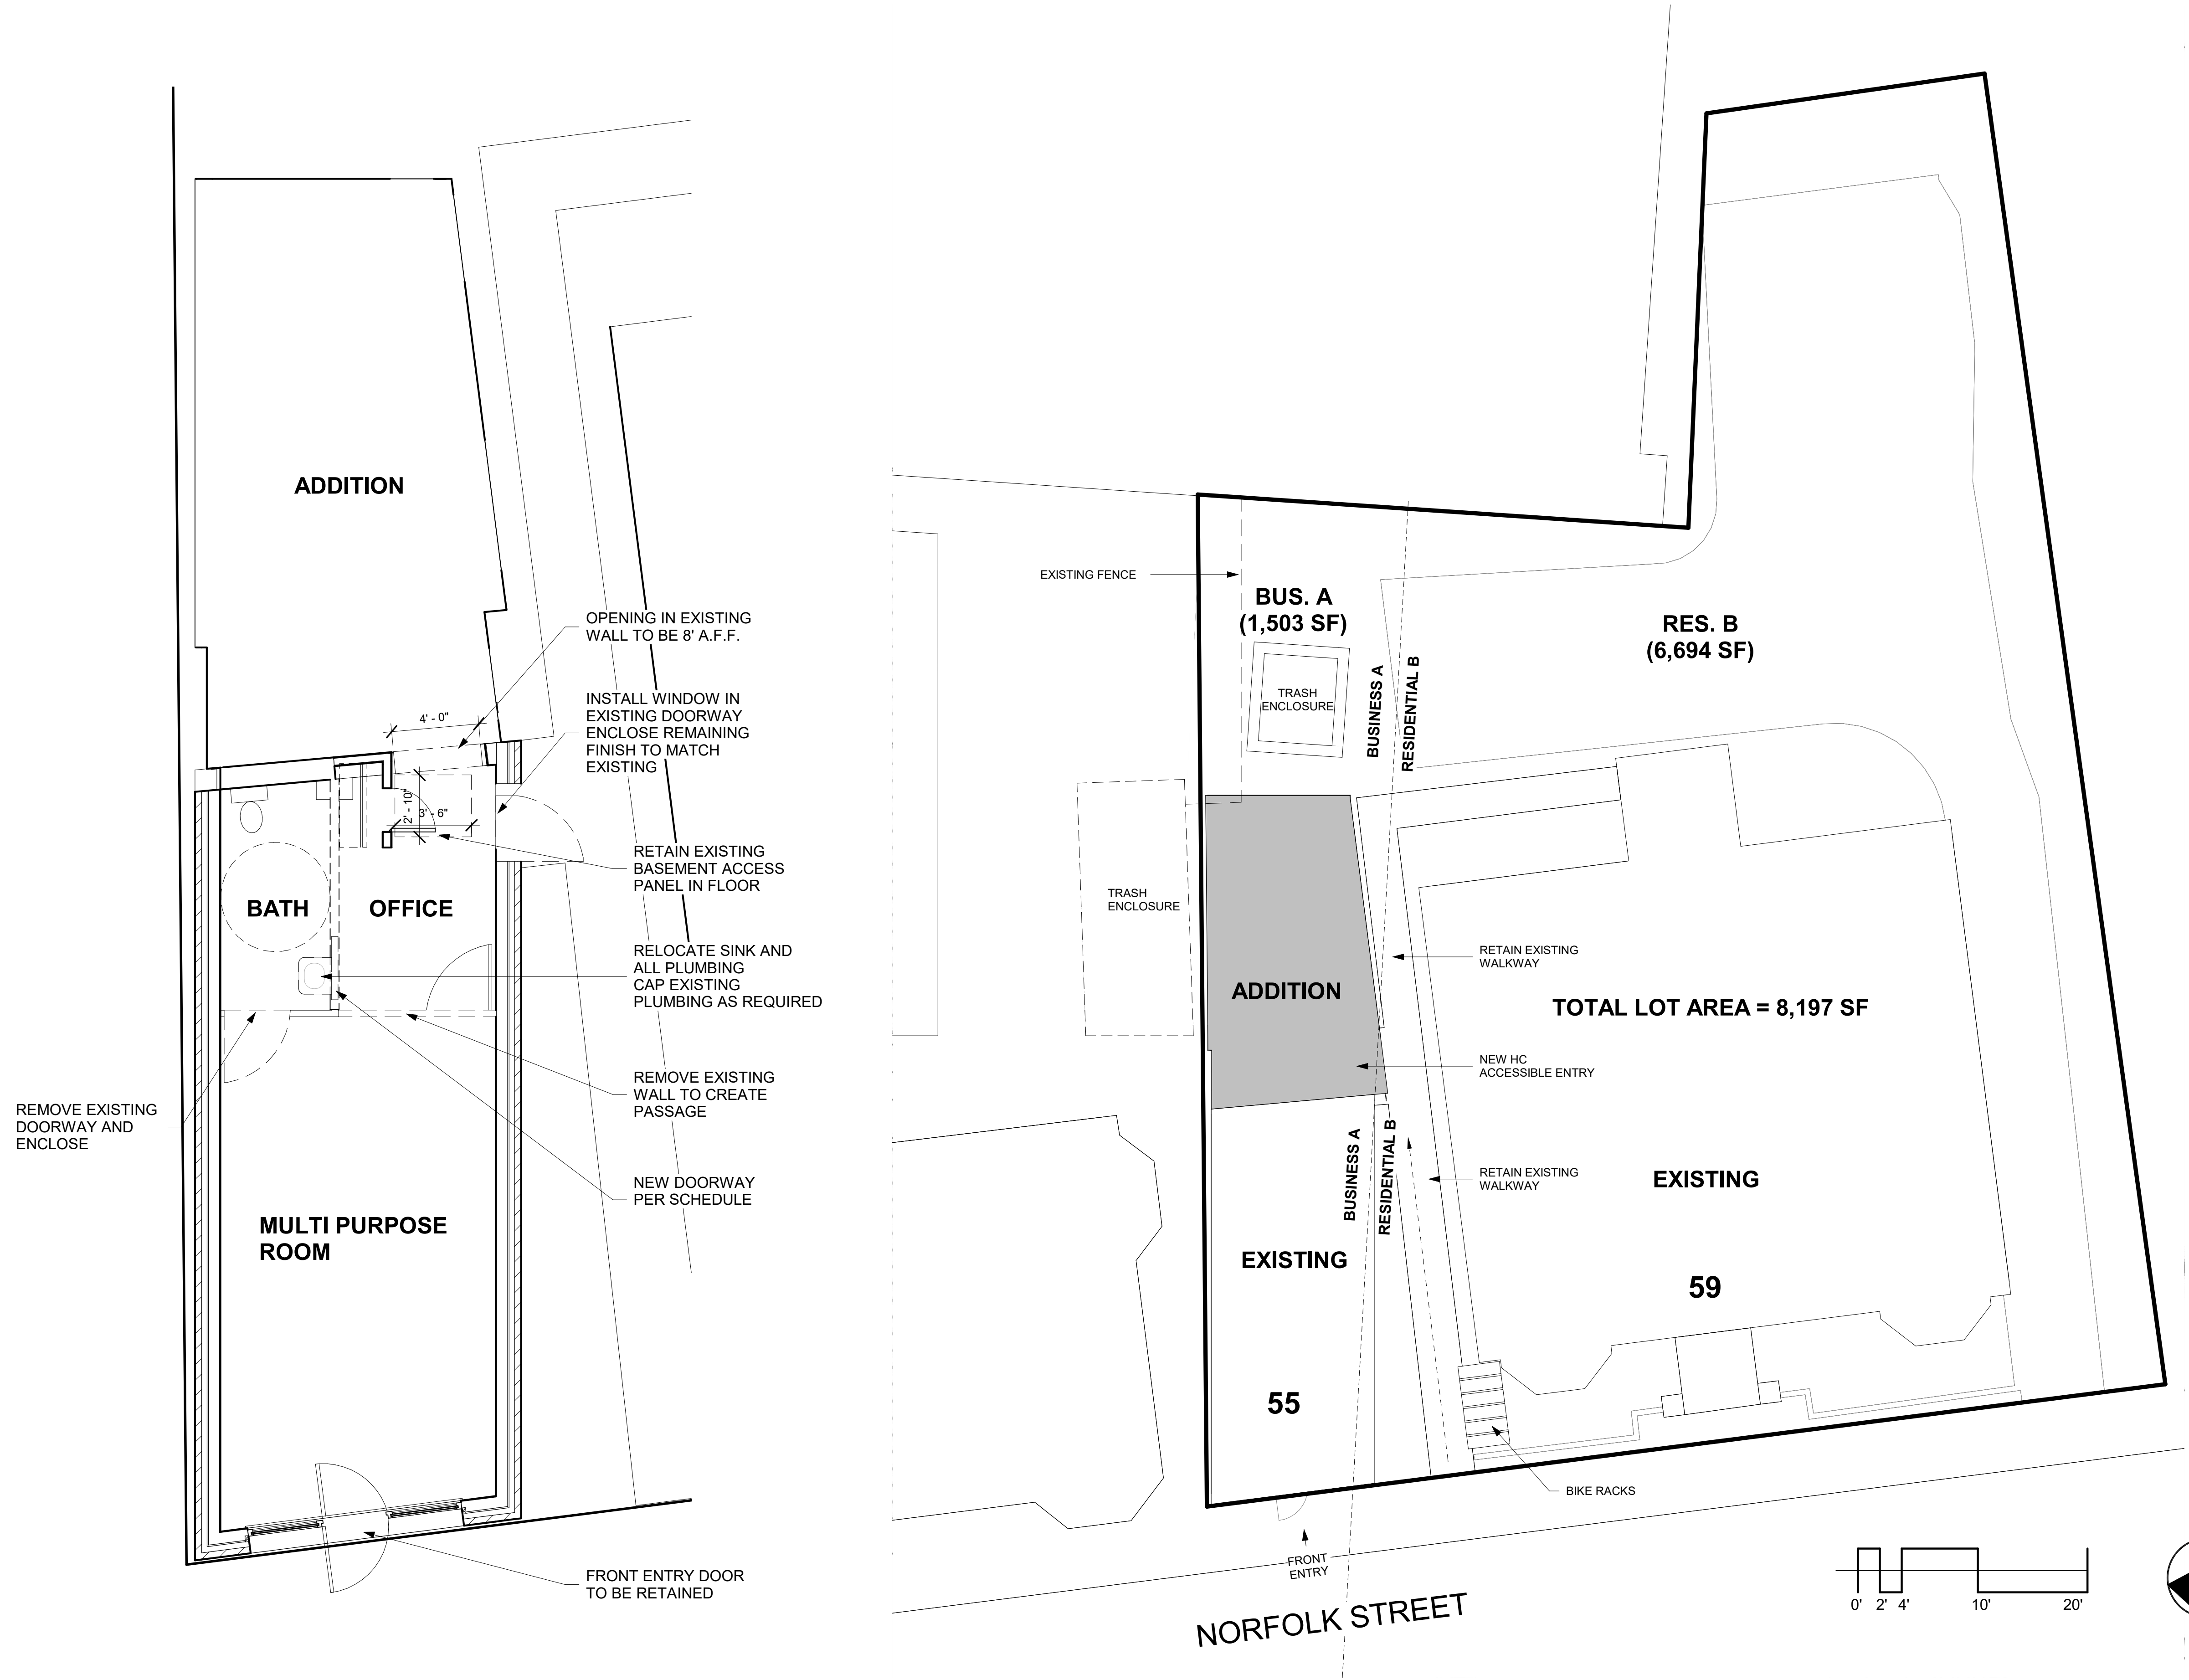 ADDITION
OPENING IN EXISTING
WALL TO BE 8' A.F.F.
INSTALL WINDOW IN
EXISTING DOORWAY
ENCLOSE REMAINING
FINISH TO MATCH
EXISTING
4' - 0"
2' - 10"
3' - 6"
RETAIN EXISTING
BASEMENT ACCESS
PANEL IN FLOOR
BATH
OFFICE
RELOCATE SINK AND
ALL PLUMBING
CAP EXISTING
PLUMBING AS REQUIRED
REMOVE EXISTING
WALL TO CREATE
PASSAGE
REMOVE EXISTING
DOORWAY AND
ENCLOSE
NEW DOORWAY
PER SCHEDULE
MULTI PURPOSE
ROOM
FRONT ENTRY DOOR
TO BE RETAINED
EXISTING FENCE
BUS. A
(1,503 SF)
RES. B
(6,694 SF)
TRASH
ENCLOSURE
BUSINESS A
RESIDENTIAL B
TRASH
ENCLOSURE
RETAIN EXISTING
WALKWAY
ADDITION
TOTAL LOT AREA = 8,197 SF
NEW HC
ACCESSIBLE ENTRY
BUSINESS A
RESIDENTIAL B
RETAIN EXISTING
WALKWAY
EXISTING
EXISTING
59
55
BIKE RACKS
FRONT
ENTRY
NORFOLK STREET
0' 2' 4' 10' 20'